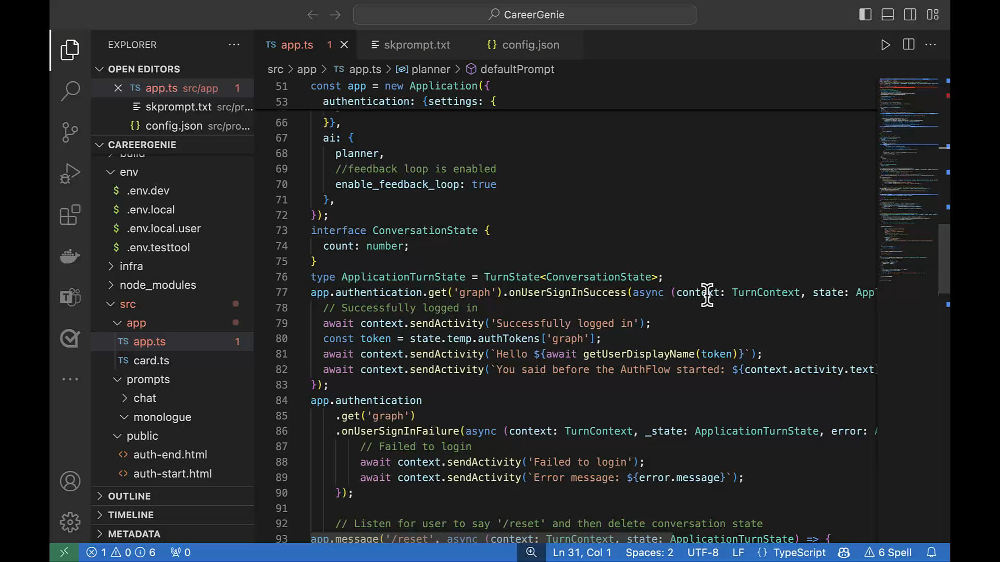 CareerGenie
EXPLORER
OPEN EDITORS
TS app.ts src/app 1
skprompt.txt src/pr...
{} config.json src/pro...
CAREERGENIE
build
env
$ .env.dev
$ .env.local
$ .env.local.user
$ .env.testtool
infra
node_modules
src
app
TS app.ts 1
TS card.ts
prompts
chat
monologue
public
<> auth-end.html
<> auth-start.html
OUTLINE
TIMELINE
METADATA
TS app.ts 1
skprompt.txt
{} config.json
src > app > TS app.ts > planner > defaultPrompt
51 const app = new Application({
53 authentication: {settings: {
66 }},
67 ai: {
68 planner,
69 //feedback loop is enabled
70 enable_feedback_loop: true
71 },
72 });
73 interface ConversationState {
74 count: number;
75 }
76 type ApplicationTurnState = TurnState<ConversationState>;
77 app.authentication.get('graph').onUserSignInSuccess(async (context: TurnContext, state: App
78 // Successfully logged in
79 await context.sendActivity('Successfully logged in');
80 const token = state.temp.authTokens['graph'];
81 await context.sendActivity(`Hello ${await getUserDisplayName(token)}`);
82 await context.sendActivity(`You said before the AuthFlow started: ${context.activity.text
83 });
84 app.authentication
85 .get('graph')
86 .onUserSignInFailure(async (context: TurnContext, _state: ApplicationTurnState, error: A
87 // Failed to login
88 await context.sendActivity('Failed to login');
89 await context.sendActivity(`Error message: ${error.message}`);
90 });
91
92 // Listen for user to say '/reset' and then delete conversation state
93 app.message('/reset', async (context: TurnContext, state: ApplicationTurnState) => {
1 0 6 0
Ln 31, Col 1 Spaces: 2 UTF-8 LF {} TypeScript 6 Spell